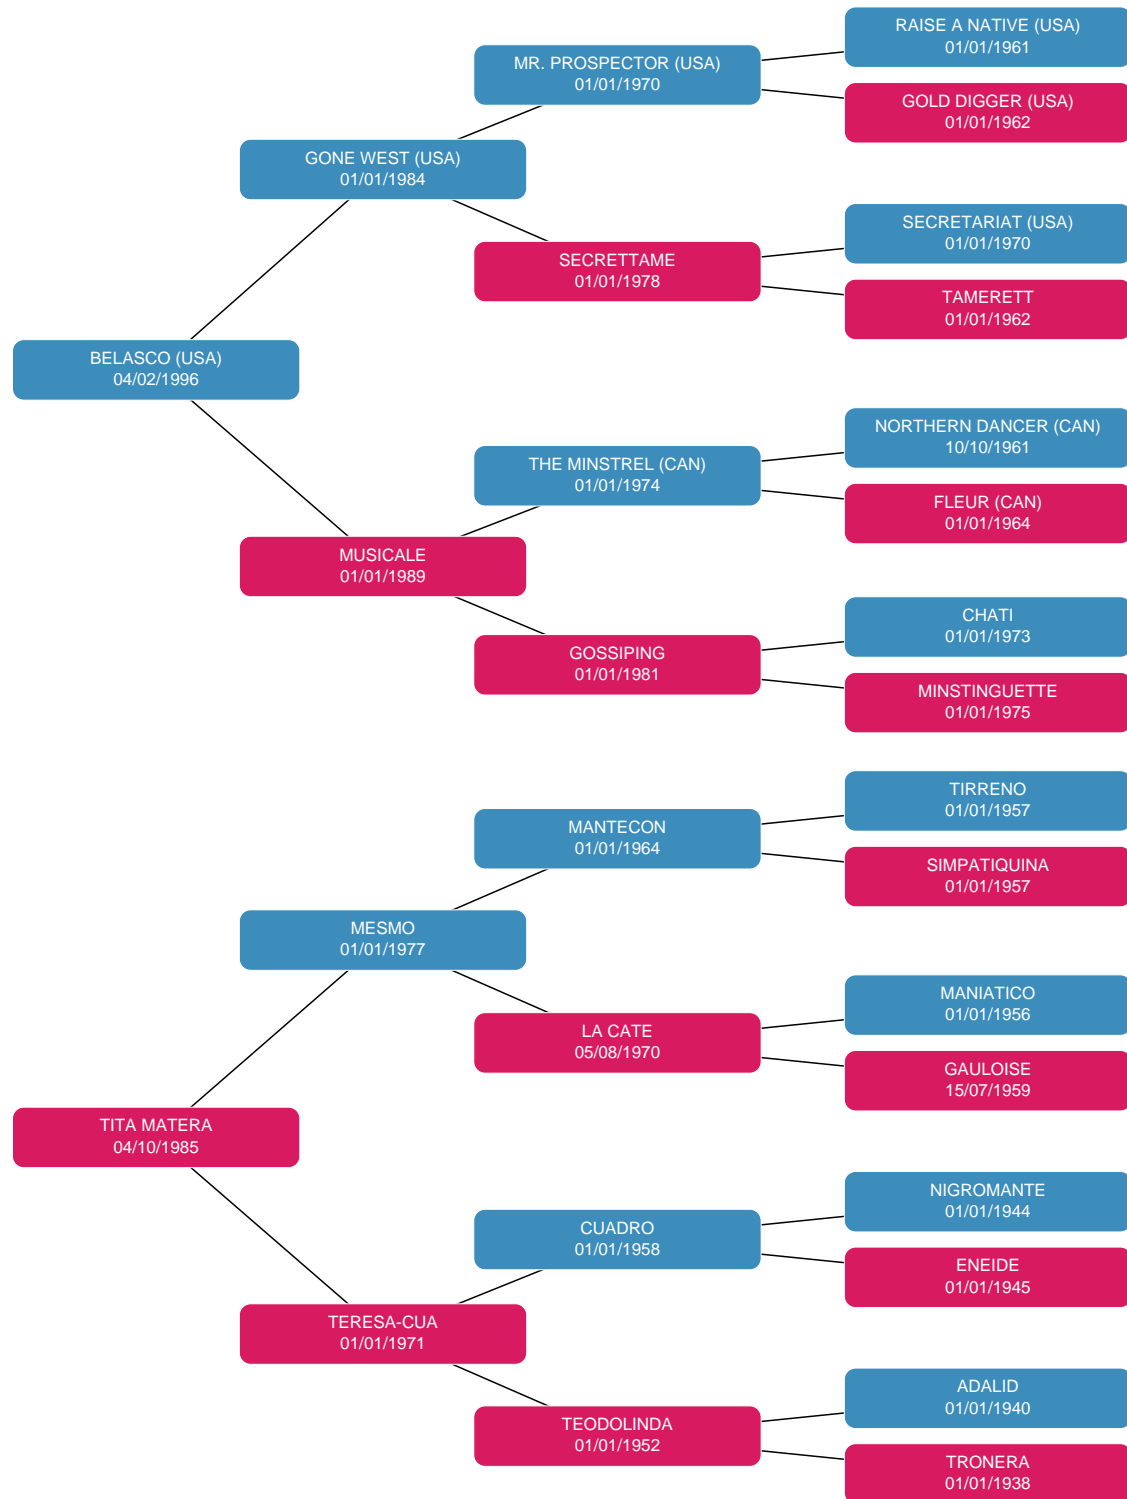 RAISE A NATIVE (USA)
01/01/1961
MR. PROSPECTOR (USA)
01/01/1970
GOLD DIGGER (USA)
01/01/1962
GONE WEST (USA)
01/01/1984
SECRETARIAT (USA)
01/01/1970
SECRETTAME
01/01/1978
TAMERETT
01/01/1962
BELASCO (USA)
04/02/1996
NORTHERN DANCER (CAN)
10/10/1961
THE MINSTREL (CAN)
01/01/1974
FLEUR (CAN)
01/01/1964
MUSICALE
01/01/1989
CHATI
01/01/1973
GOSSIPING
01/01/1981
MINSTINGUETTE
01/01/1975
TIRRENO
01/01/1957
MANTECON
01/01/1964
SIMPATIQUINA
01/01/1957
MESMO
01/01/1977
MANIATICO
01/01/1956
LA CATE
05/08/1970
GAULOISE
15/07/1959
TITA MATERA
04/10/1985
NIGROMANTE
01/01/1944
CUADRO
01/01/1958
ENEIDE
01/01/1945
TERESA-CUA
01/01/1971
ADALID
01/01/1940
TEODOLINDA
01/01/1952
TRONERA
01/01/1938